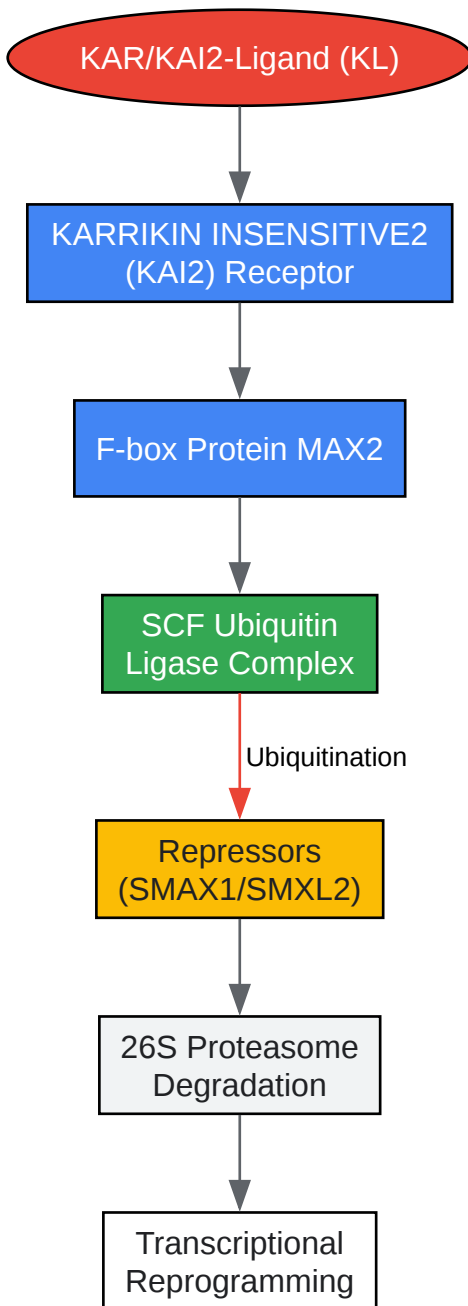 KAR/KAI2-Ligand (KL)
KARRIKIN INSENSITIVE2
(KAI2) Receptor
F-box Protein MAX2
SCF Ubiquitin
Ligase Complex
Ubiquitination
Repressors
(SMAX1/SMXL2)
26S Proteasome
Degradation
Transcriptional
Reprogramming